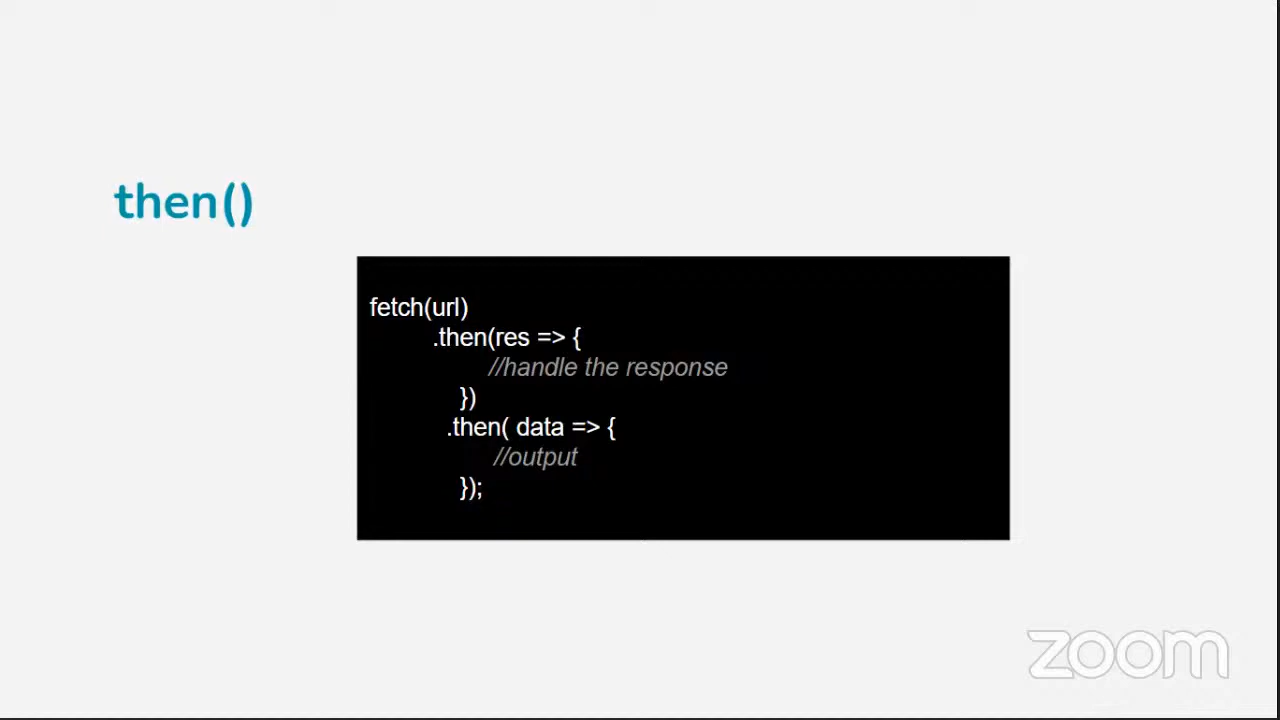 then()
fetch(url)
.then(res => {
//handle the response
})
.then( data => {
//output
});
zoom